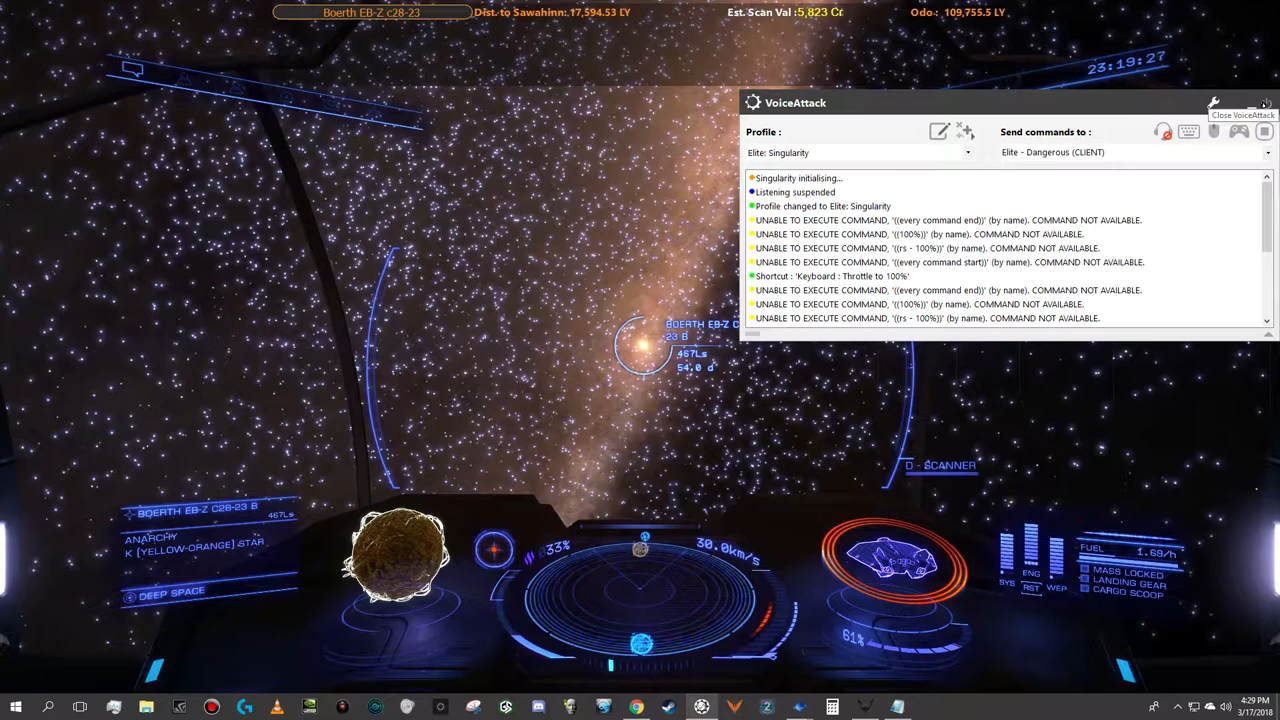 Boerth EB-Z c28-23
Dist. to Sawahinn: 17,594.53 LY
Est. Scan Val :5,823 Cr
Odo.: 109,755.5 LY
23:19:27
VoiceAttack
Close VoiceAttack
Profile :
Send commands to :
Elite: Singularity
Elite - Dangerous (CLIENT)
Singularity initialising...
Listening suspended
Profile changed to Elite: Singularity
UNABLE TO EXECUTE COMMAND, '((every command end))' (by name). COMMAND NOT AVAILABLE.
UNABLE TO EXECUTE COMMAND, '((100%))' (by name). COMMAND NOT AVAILABLE.
UNABLE TO EXECUTE COMMAND, '((rs - 100%))' (by name). COMMAND NOT AVAILABLE.
UNABLE TO EXECUTE COMMAND, '((every command start))' (by name). COMMAND NOT AVAILABLE.
Shortcut : 'Keyboard : Throttle to 100%'
UNABLE TO EXECUTE COMMAND, '((every command end))' (by name). COMMAND NOT AVAILABLE.
UNABLE TO EXECUTE COMMAND, '((100%))' (by name). COMMAND NOT AVAILABLE.
UNABLE TO EXECUTE COMMAND, '((rs - 100%))' (by name). COMMAND NOT AVAILABLE.
BOERTH EB-Z C
23 B
467Ls
54.0 d
D - SCANNER
BOERTH EB-Z C28-23 B
467Ls
ANARCHY
K (YELLOW-ORANGE) STAR
DEEP SPACE
33%
30.0km/s
61%
SYS
ENG
RST
WEP
FUEL
1.69/h
MASS LOCKED
LANDING GEAR
CARGO SCOOP
4:29 PM
3/17/2018